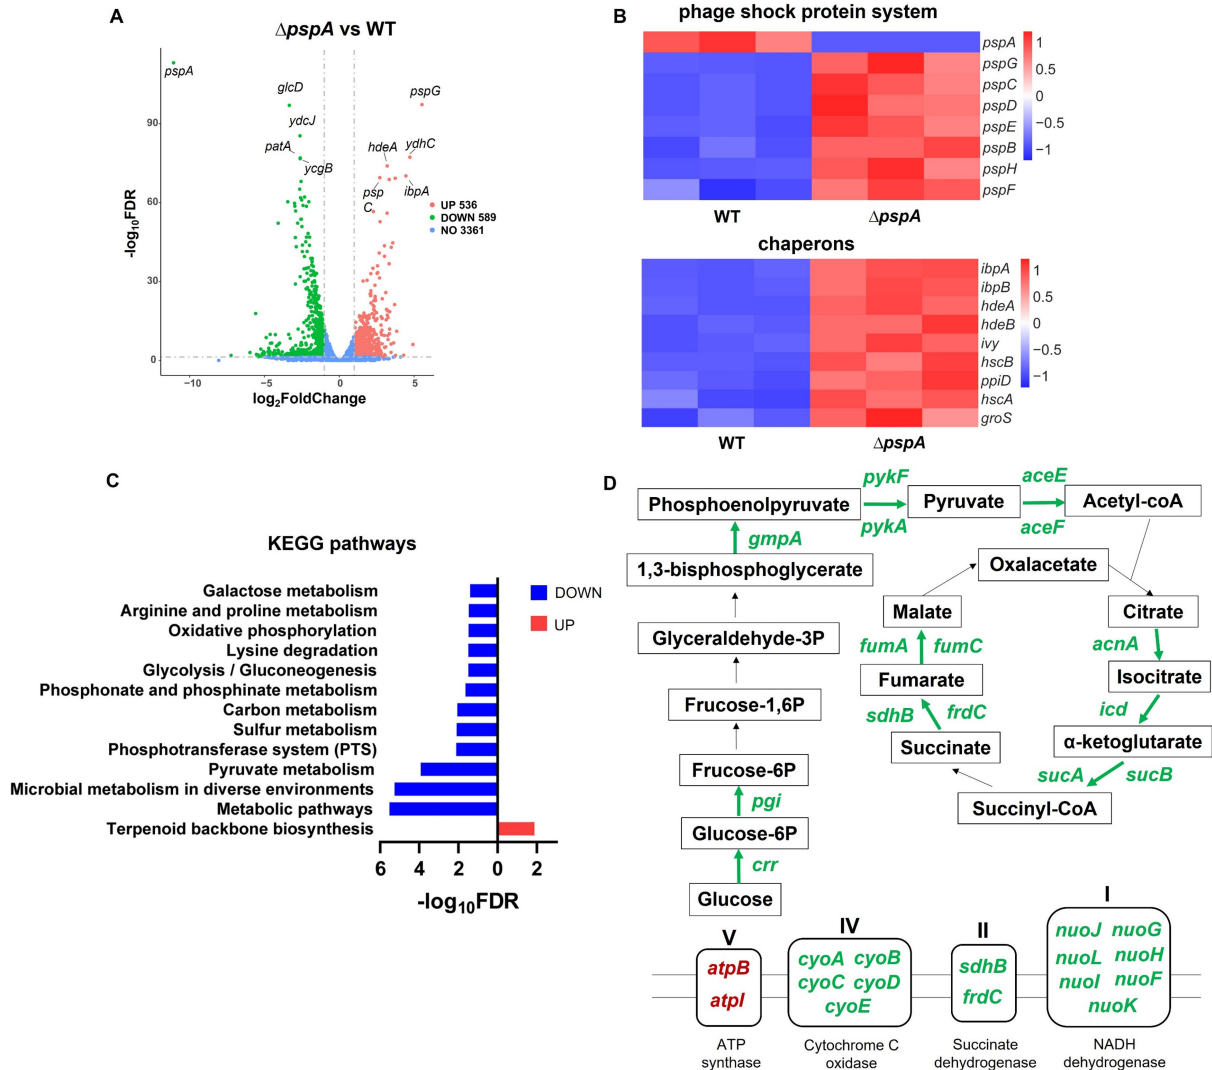 A
ΔpspA vs WT
pspA
glcD
pspG
ydcJ
patA
ycgB
hdeA
ydhC
psp
C
ibpA
UP 536
DOWN 589
NO 3361
90
60
30
0
-log10FDR
−10
−5
0
5
log2FoldChange
B
phage shock protein system
pspA
pspG
pspC
pspD
pspE
pspB
pspH
pspF
1
0.5
0
−0.5
−1
WT
ΔpspA
chaperons
ibpA
ibpB
hdeA
hdeB
ivy
hscB
ppiD
hscA
groS
1
0.5
0
−0.5
−1
WT
ΔpspA
C
KEGG pathways
Galactose metabolism
Arginine and proline metabolism
Oxidative phosphorylation
Lysine degradation
Glycolysis / Gluconeogenesis
Phosphonate and phosphinate metabolism
Carbon metabolism
Sulfur metabolism
Phosphotransferase system (PTS)
Pyruvate metabolism
Microbial metabolism in diverse environments
Metabolic pathways
Terpenoid backbone biosynthesis
DOWN
UP
6 4 2 0 2
-log10FDR
D
Phosphoenolpyruvate
pykF
pykA
Pyruvate
aceE
aceF
Acetyl-coA
gmpA
1,3-bisphosphoglycerate
Glyceraldehyde-3P
Frucose-1,6P
Frucose-6P
pgi
Glucose-6P
crr
Glucose
Oxalacetate
Malate
Citrate
fumA fumC
acnA
Fumarate
Isocitrate
sdhB frdC
icd
Succinate
α-ketoglutarate
sucA sucB
Succinyl-CoA
V
atpB
atpI
ATP
synthase
IV
cyoA cyoB
cyoC cyoD
cyoE
Cytochrome C
oxidase
II
sdhB
frdC
Succinate
dehydrogenase
I
nuoJ nuoG
nuoL nuoH
nuoI nuoF
nuoK
NADH
dehydrogenase